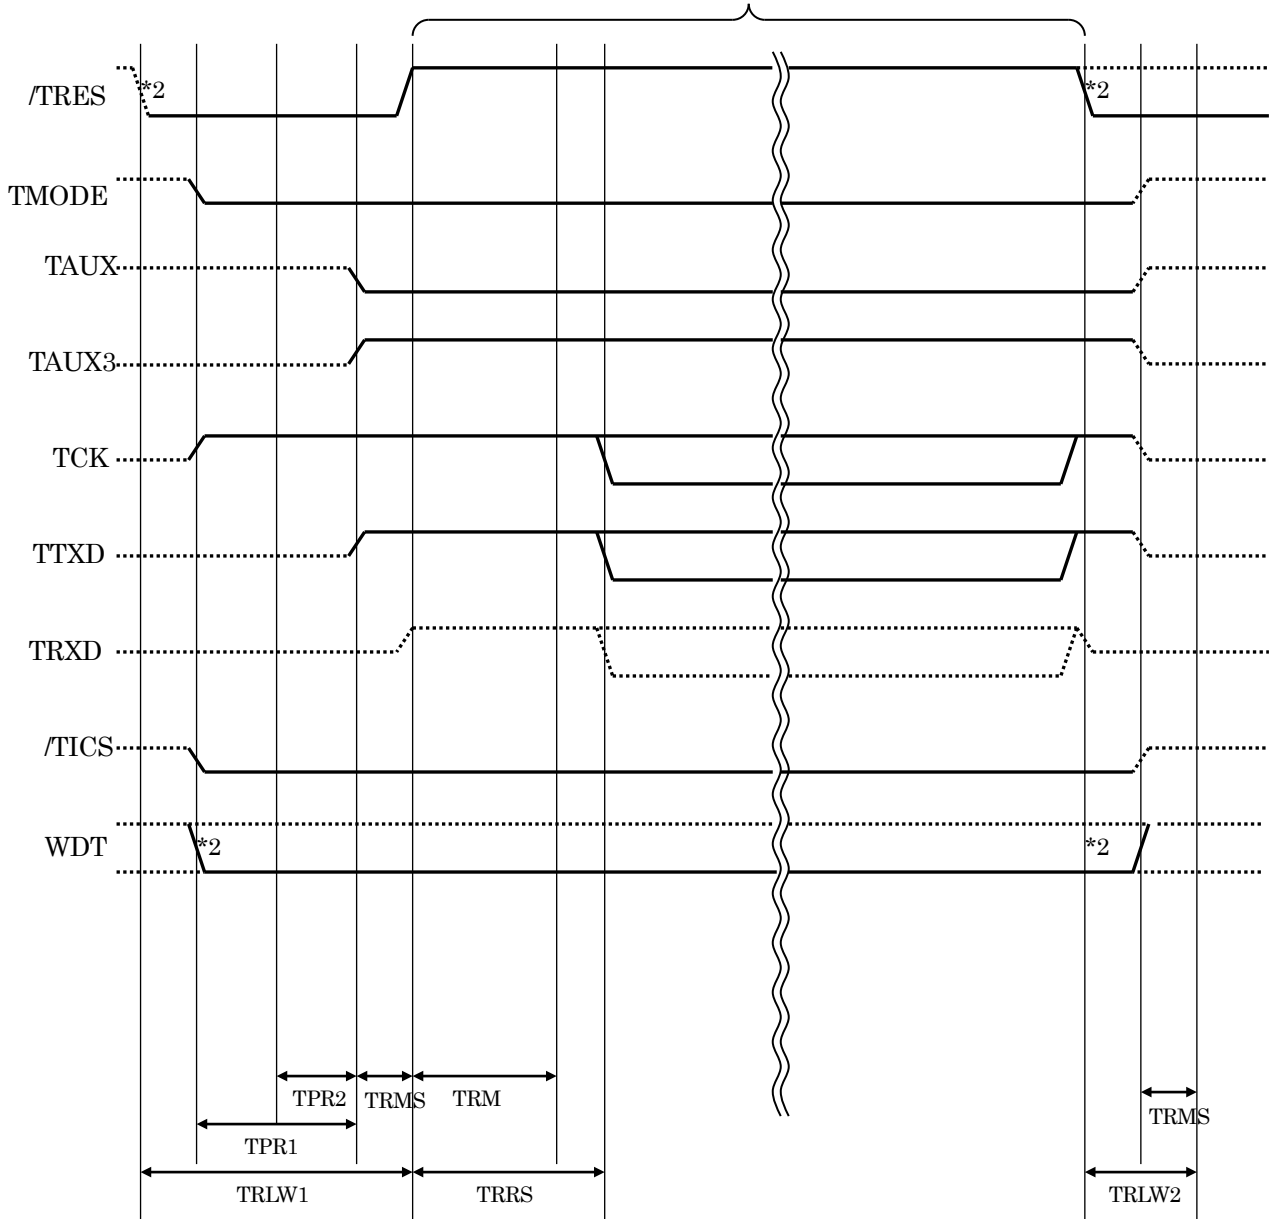 /TRES
*2
*2
TMODE
TAUX
TAUX3
TCK
TTXD
TRXD
/TICS
WDT
*2
*2
TPR2
TRMS
TRM
TRMS
TPR1
TRLW1
TRRS
TRLW2